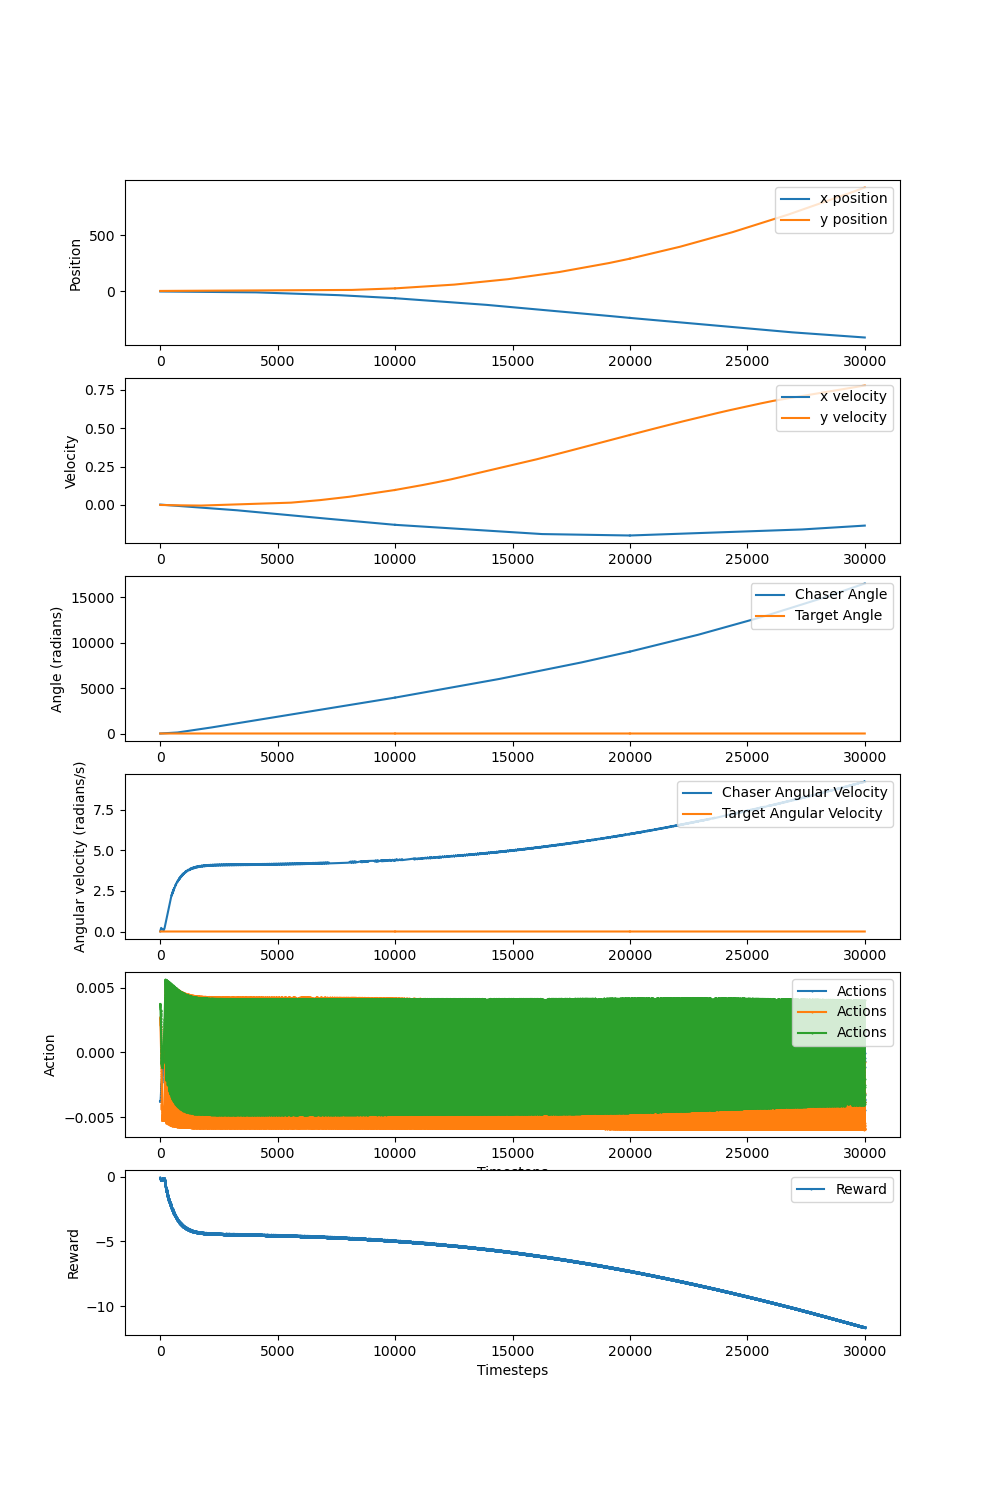 x position
y position
500
0
Position
0 5000 10000 15000 20000 25000 30000
x velocity
y velocity
0.75
0.50
0.25
0.00
Velocity
0 5000 10000 15000 20000 25000 30000
Chaser Angle
Target Angle
15000
10000
5000
0
Angle (radians)
0 5000 10000 15000 20000 25000 30000
Chaser Angular Velocity
Target Angular Velocity
7.5
5.0
2.5
0.0
Angular velocity (radians/s)
0 5000 10000 15000 20000 25000 30000
Actions
Actions
Actions
0.005
0.000
−0.005
Action
0 5000 10000 15000 20000 25000 30000
Timesteps
Reward
0
−5
−10
Reward
0 5000 10000 15000 20000 25000 30000
Timesteps